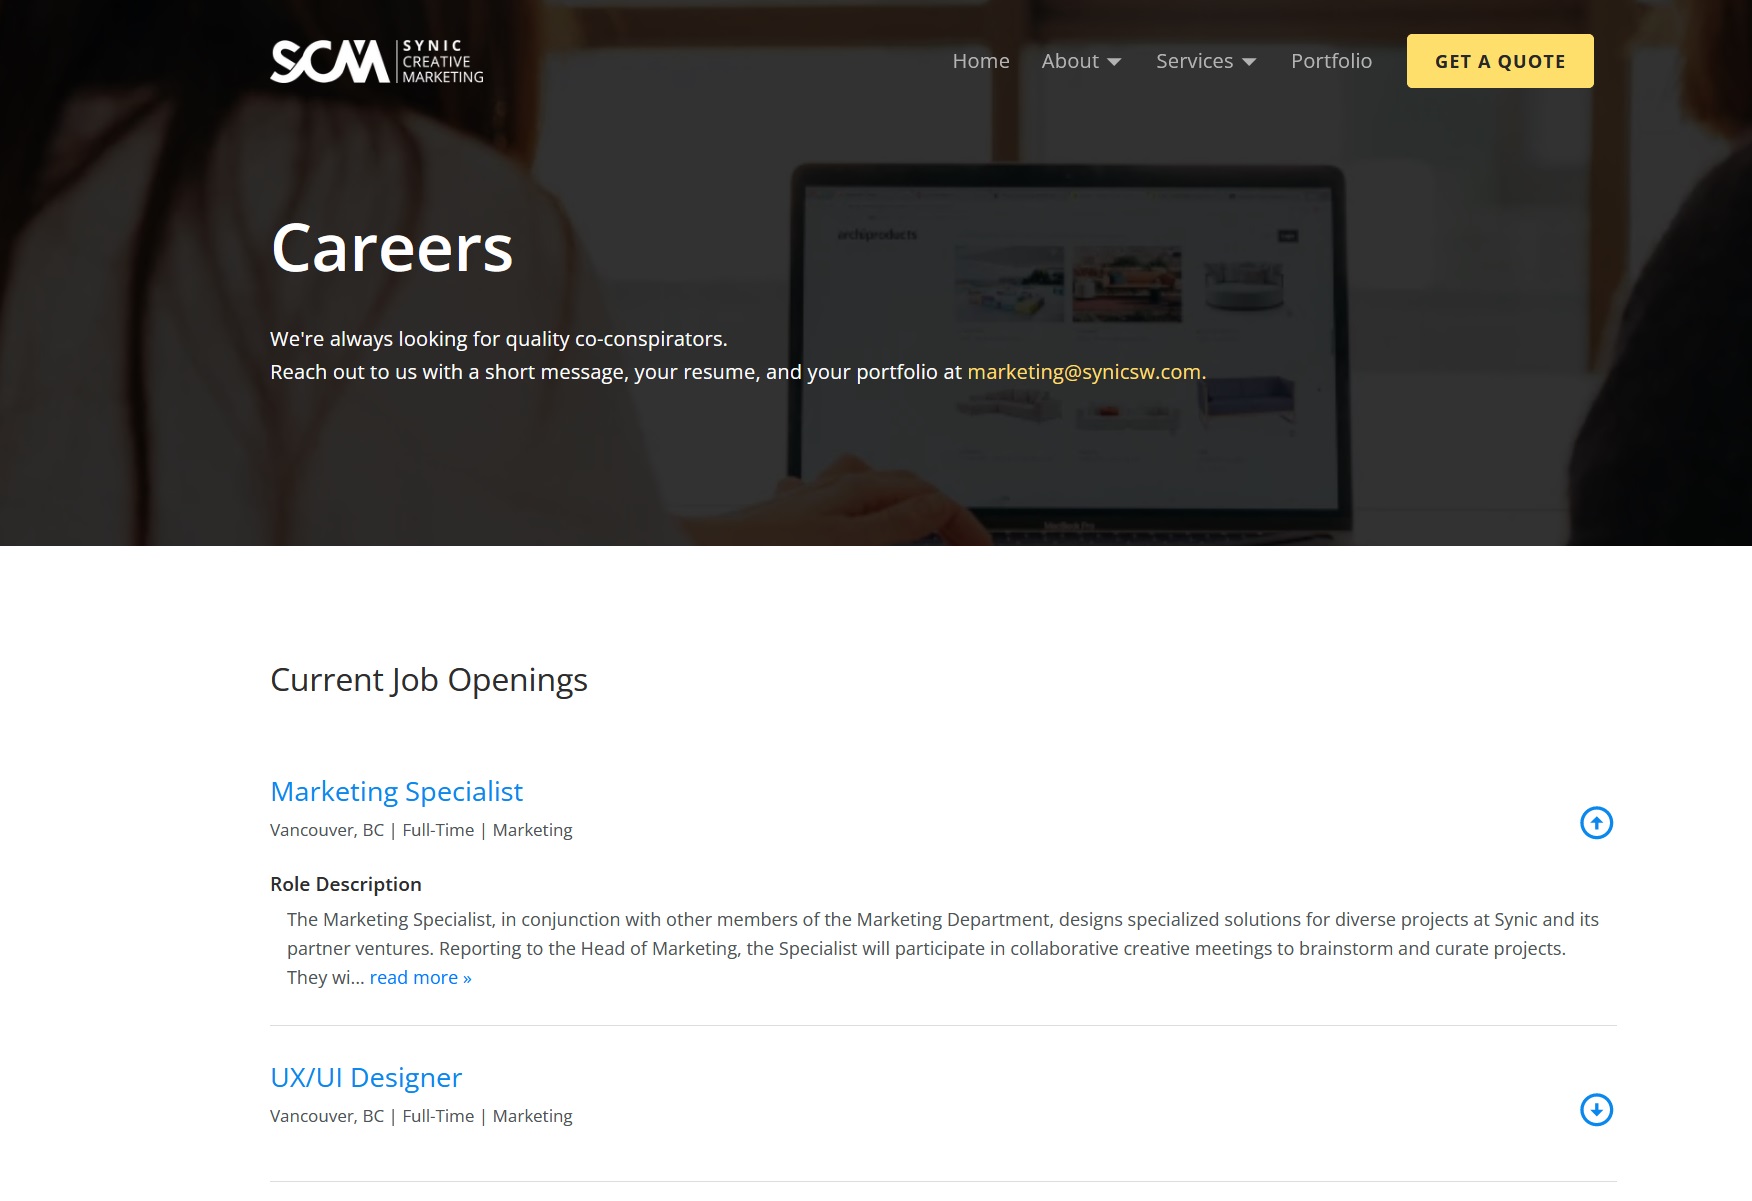 SCM
SYNIC
CREATIVE
MARKETING
Home
About
Services
Portfolio
GET A QUOTE
archiproducts
Careers
We're always looking for quality co-conspirators.
Reach out to us with a short message, your resume, and your portfolio at marketing@synicsw.com.
MacBook Pro
Current Job Openings
Marketing Specialist
Vancouver, BC | Full-Time | Marketing
Role Description
The Marketing Specialist, in conjunction with other members of the Marketing Department, designs specialized solutions for diverse projects at Synic and its
partner ventures. Reporting to the Head of Marketing, the Specialist will participate in collaborative creative meetings to brainstorm and curate projects.
They wi... read more »
UX/UI Designer
Vancouver, BC | Full-Time | Marketing